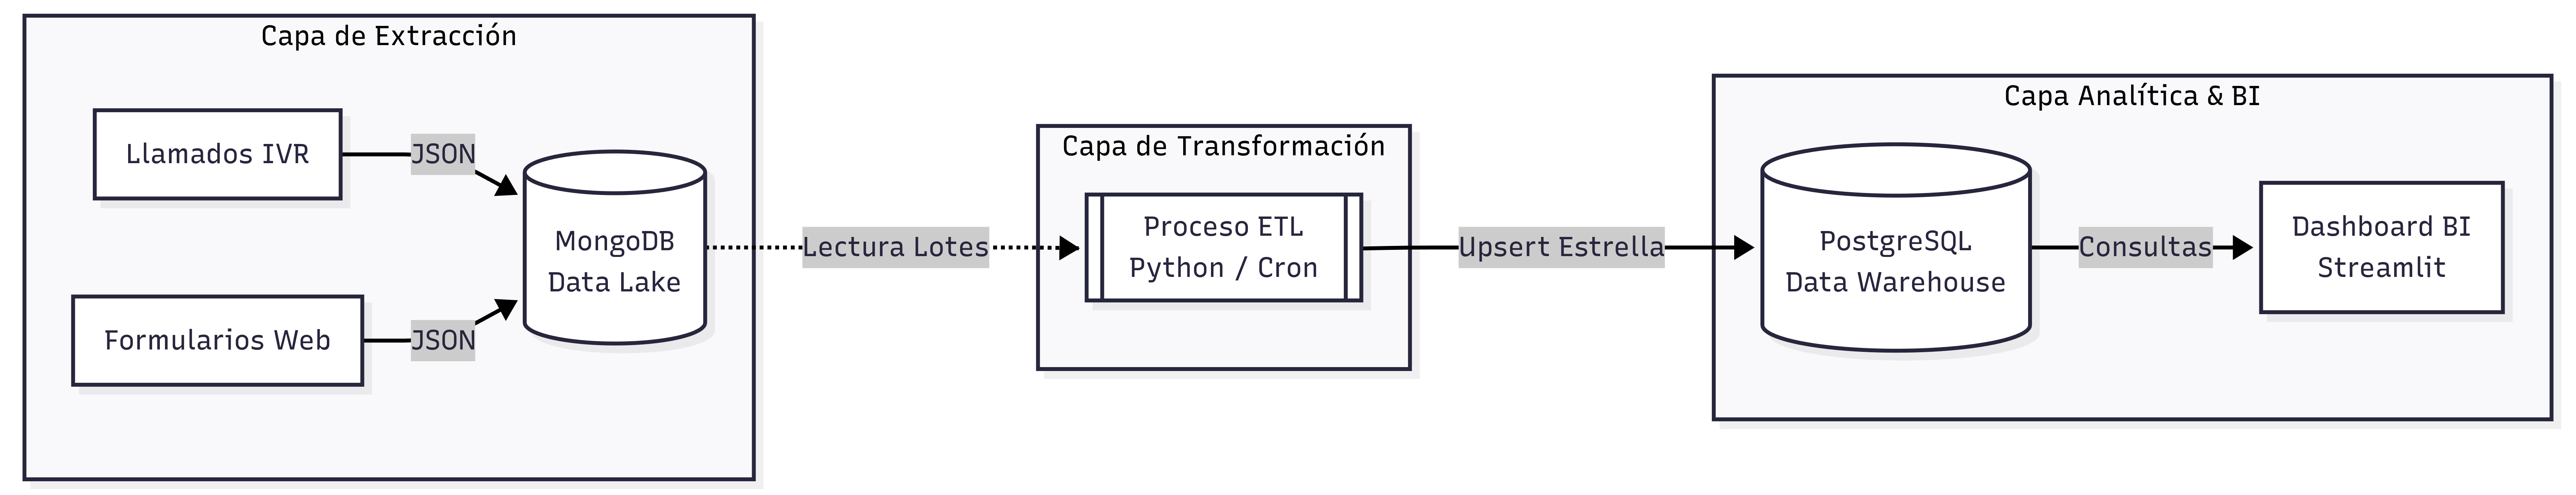 Capa de Extracción
Llamados IVR
JSON
Formularios Web
JSON
MongoDB
Data Lake
Lectura Lotes
Capa de Transformación
Proceso ETL
Python / Cron
Upsert Estrella
Capa Analítica & BI
PostgreSQL
Data Warehouse
Consultas
Dashboard BI
Streamlit